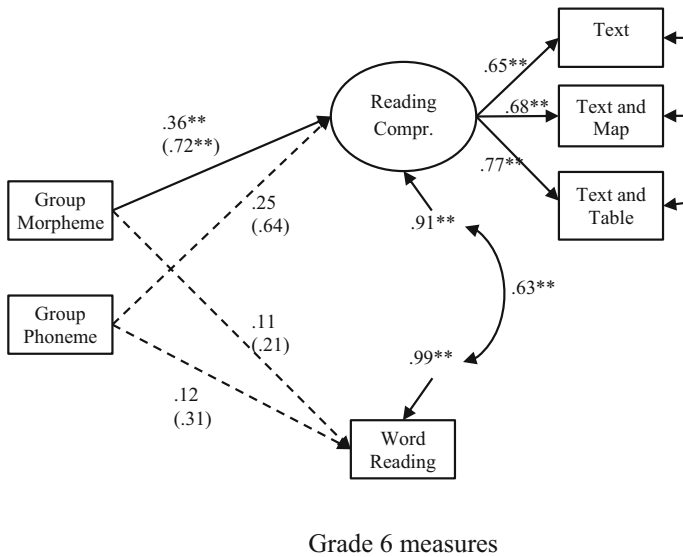 Text
.65**
Reading
Compr.
.68**
Text and
Map
.36**
(.72**)
.77**
Group
Morpheme
.25
(.64)
Text and
Table
.91**
.63**
Group
Phoneme
.11
(.21)
.99**
.12
(.31)
Word
Reading
Grade 6 measures